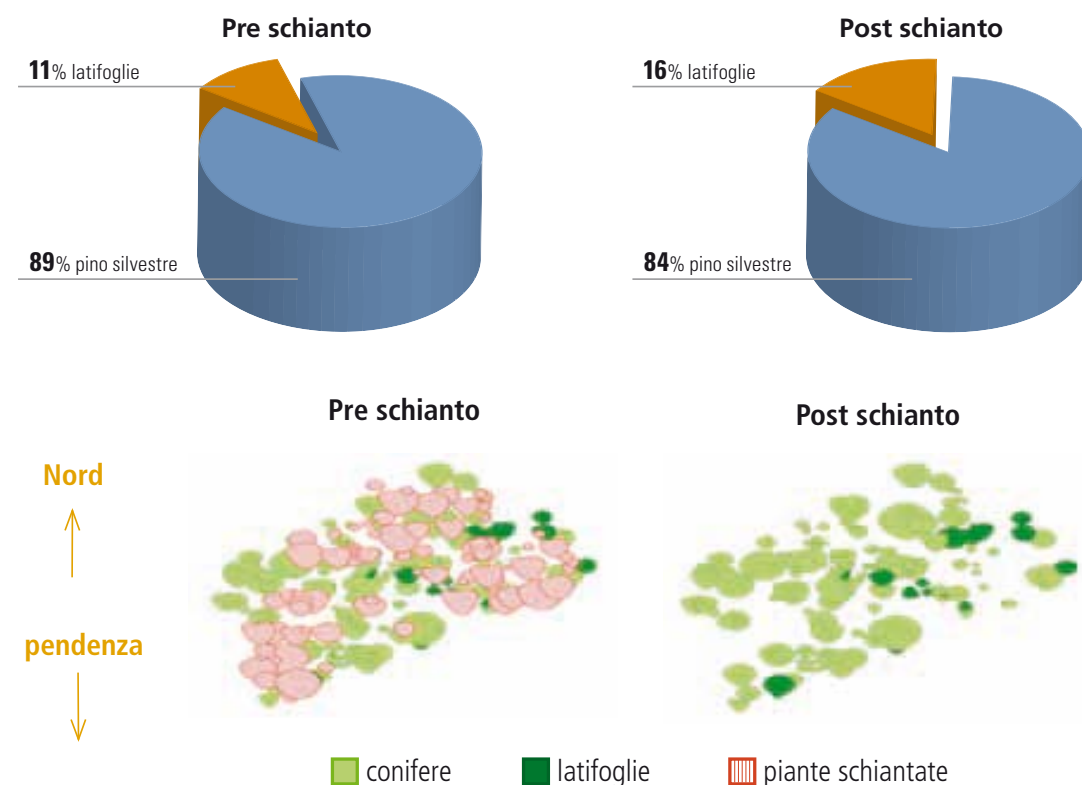 Pre schianto
Post schianto
11% latifoglie
16% latifoglie
89% pino silvestre
84% pino silvestre
Pre schianto
Post schianto
Nord
pendenza
conifere
latifoglie
piante schiantate